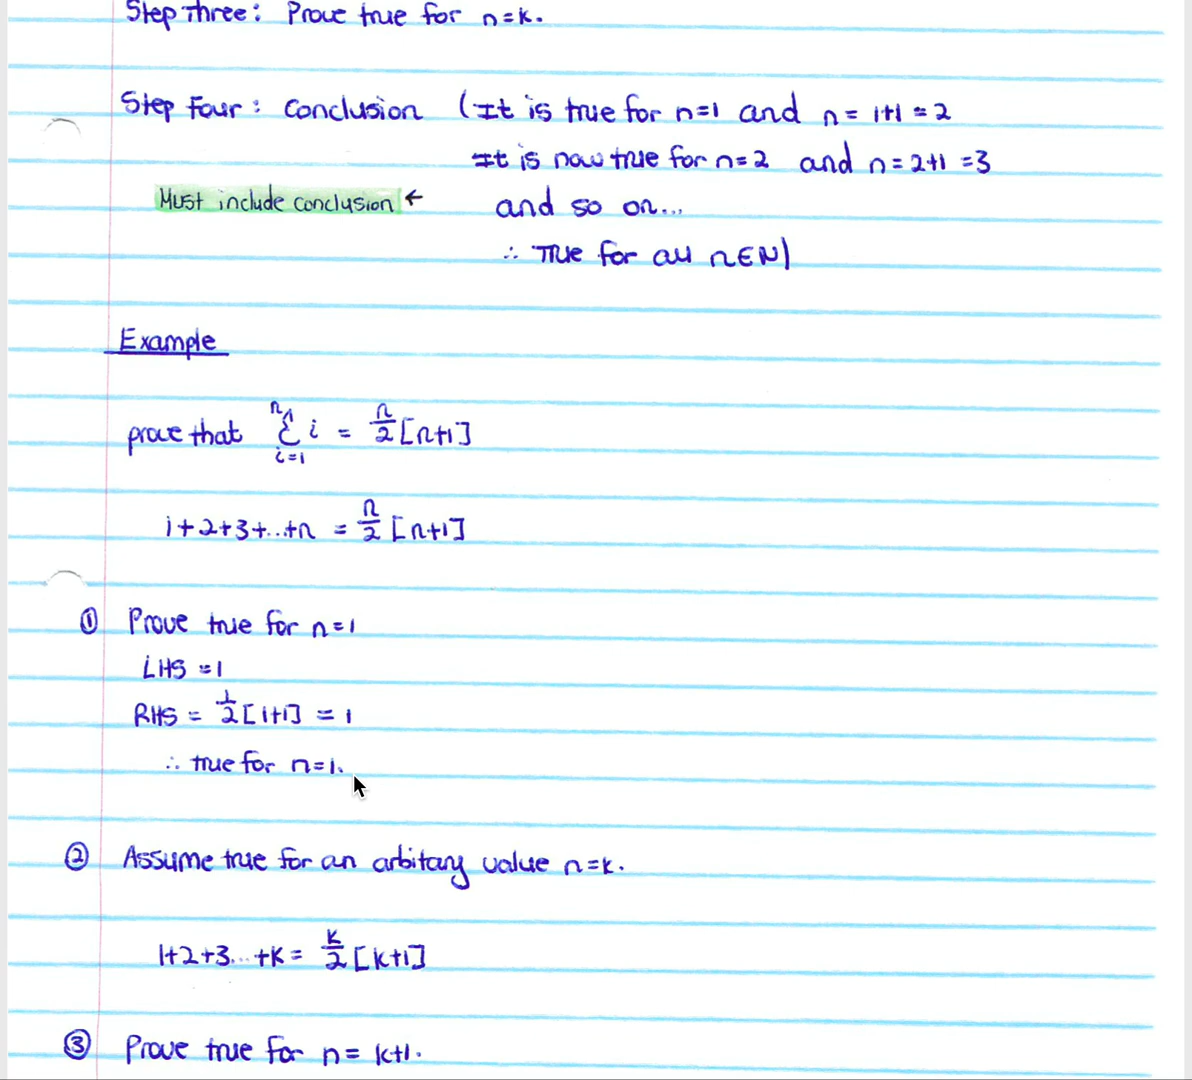 Step Three: Prove true for n=k.
Step Four: Conclusion (It is true for n=1 and n= 1+1 =2
It is now true for n=2 and n=2+1 =3
Must include conclusion ← and so on...
∴ True for all n∈N)
Example
prove that n Σ i=1 i = n/2 [n+1]
1+2+3+...+n = n/2 [n+1]
① Prove true for n=1
LHS =1
RHS = 1/2 [1+1] = 1
∴ true for n=1.
② Assume true for an arbitary value n=k.
1+2+3...+k = k/2 [k+1]
③ Prove true for n= k+1.